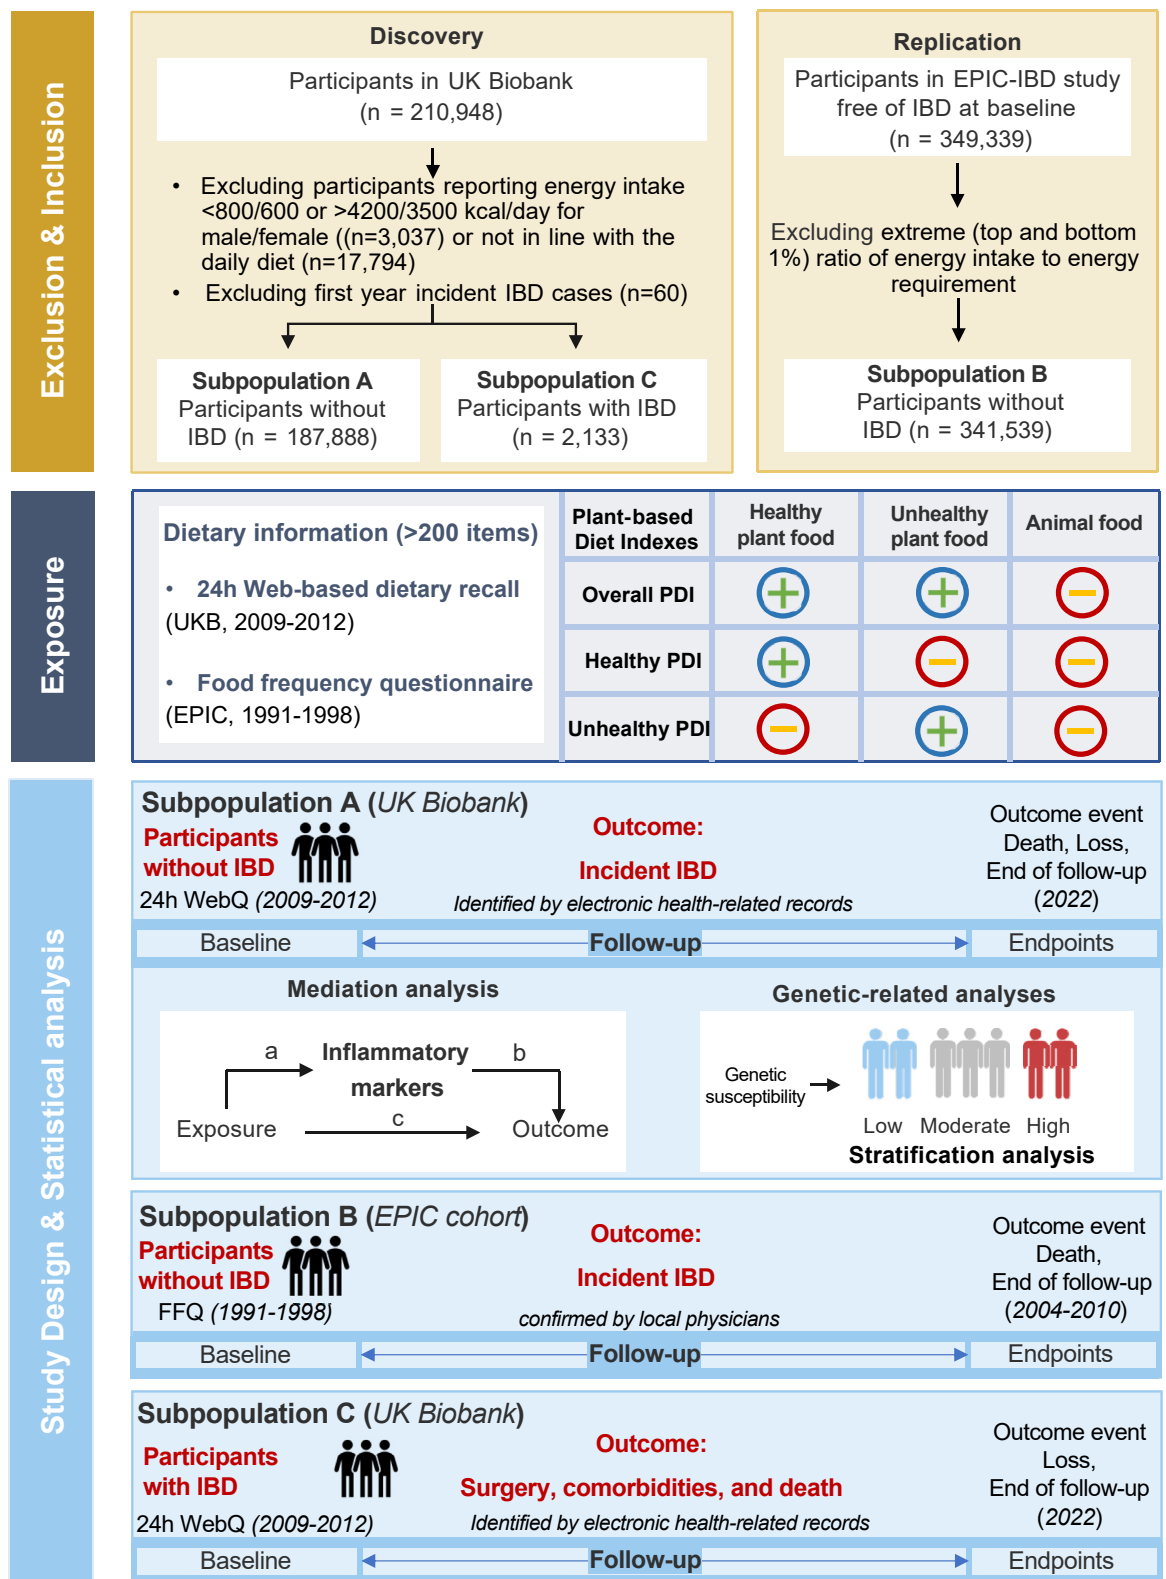 Exclusion & Inclusion
Discovery
Participants in UK Biobank
(n = 210,948)
• Excluding participants reporting energy intake
<800/600 or >4200/3500 kcal/day for
male/female ((n=3,037) or not in line with the
daily diet (n=17,794)
• Excluding first year incident IBD cases (n=60)
Subpopulation A
Participants without
IBD (n = 187,888)
Subpopulation C
Participants with IBD
(n = 2,133)
Replication
Participants in EPIC-IBD study
free of IBD at baseline
(n = 349,339)
Excluding extreme (top and bottom
1%) ratio of energy intake to energy
requirement
Subpopulation B
Participants without
IBD (n = 341,539)
Exposure
Dietary information (>200 items)
• 24h Web-based dietary recall
(UKB, 2009-2012)
• Food frequency questionnaire
(EPIC, 1991-1998)
Plant-based
Diet Indexes
Healthy
plant food
Unhealthy
plant food
Animal food
Overall PDI
+ + −
Healthy PDI
+ − −
Unhealthy PDI
− + −
Study Design & Statistical analysis
Subpopulation A (UK Biobank)
Participants
without IBD
24h WebQ (2009-2012)
Outcome:
Incident IBD
Identified by electronic health-related records
Outcome event
Death, Loss,
End of follow-up
(2022)
Baseline
Follow-up
Endpoints
Mediation analysis
a
Inflammatory
markers
b
Exposure
c
Outcome
Genetic-related analyses
Genetic
susceptibility
Low Moderate High
Stratification analysis
Subpopulation B (EPIC cohort)
Participants
without IBD
FFQ (1991-1998)
Outcome:
Incident IBD
confirmed by local physicians
Outcome event
Death,
End of follow-up
(2004-2010)
Baseline
Follow-up
Endpoints
Subpopulation C (UK Biobank)
Participants
with IBD
24h WebQ (2009-2012)
Outcome:
Surgery, comorbidities, and death
Identified by electronic health-related records
Outcome event
Loss,
End of follow-up
(2022)
Baseline
Follow-up
Endpoints